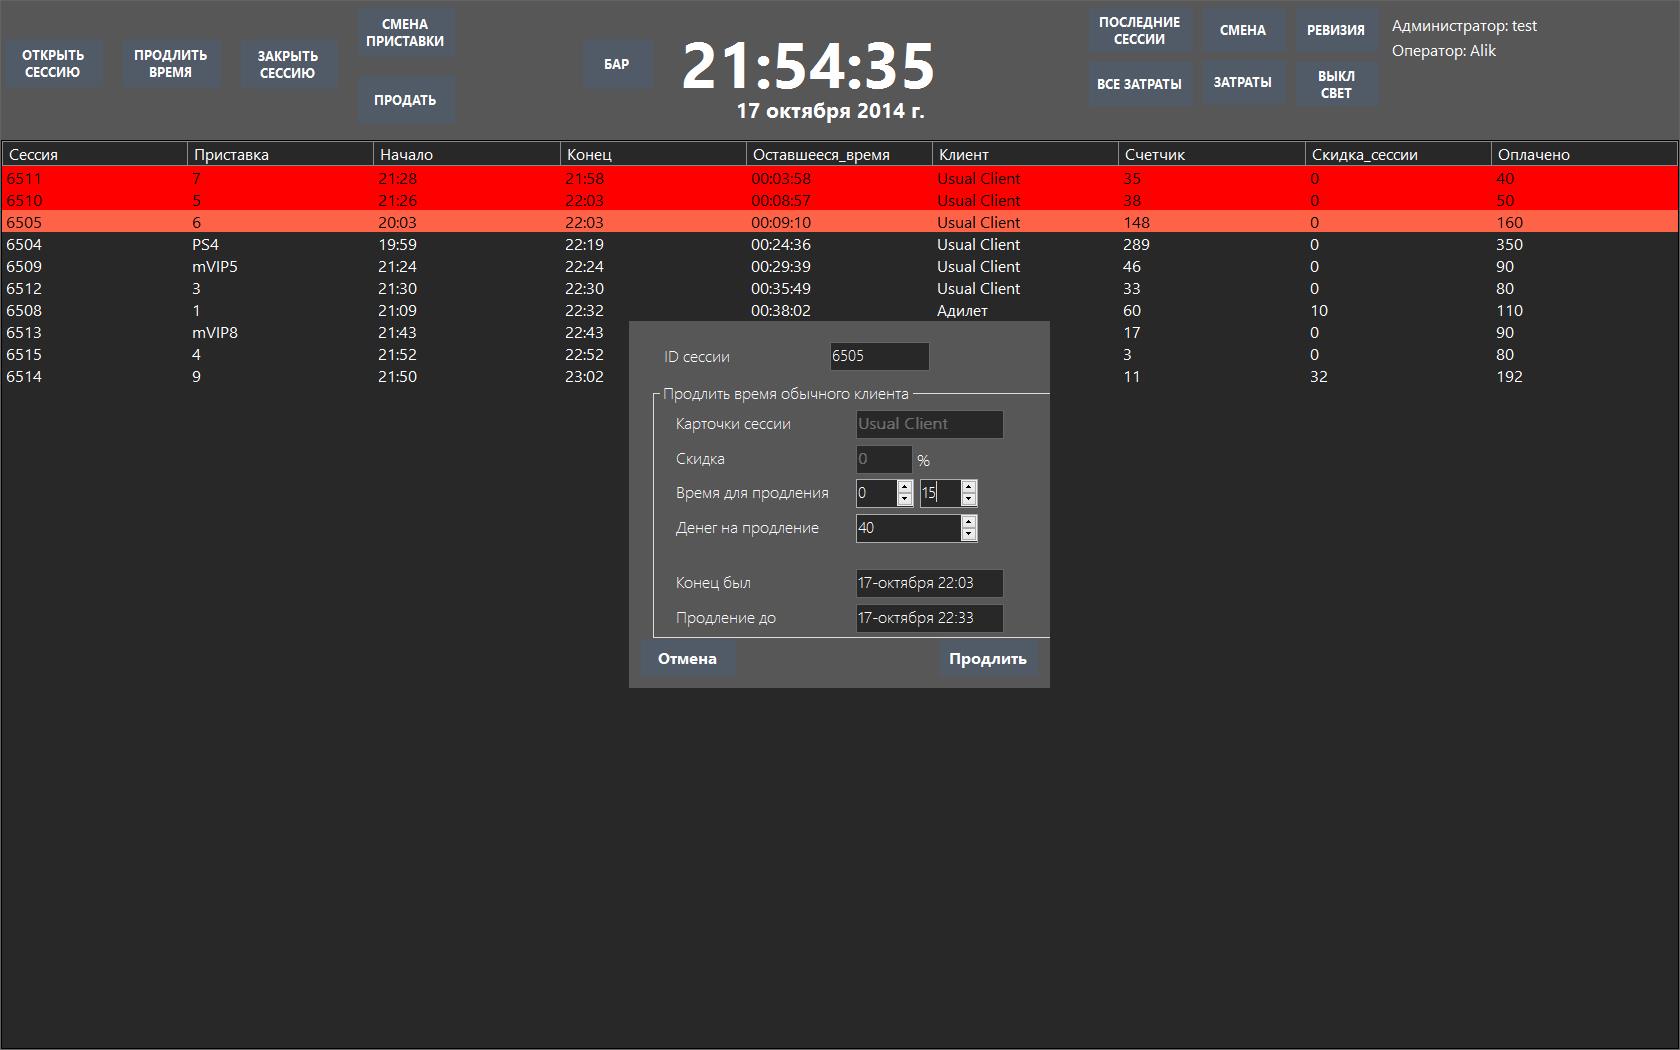 ОТКРЫТЬ
СЕССИЮ
ПРОДЛИТЬ
ВРЕМЯ
ЗАКРЫТЬ
СЕССИЮ
СМЕНА
ПРИСТАВКИ
ПРОДАТЬ
БАР
21:54:35
17 октября 2014 г.
ПОСЛЕДНИЕ
СЕССИИ
СМЕНА
РЕВИЗИЯ
ВСЕ ЗАТРАТЫ
ЗАТРАТЫ
ВЫКЛ
СВЕТ
Администратор: test
Оператор: Alik
Сессия Приставка Начало Конец Оставшееся_время Клиент Счетчик Скидка_сессии Оплачено
6511 7 21:28 21:58 00:03:58 Usual Client 35 0 40
6510 5 21:26 22:03 00:08:57 Usual Client 38 0 50
6505 6 20:03 22:03 00:09:10 Usual Client 148 0 160
6504 PS4 19:59 22:19 00:24:36 Usual Client 289 0 350
6509 mVIP5 21:24 22:24 00:29:39 Usual Client 46 0 90
6512 3 21:30 22:30 00:35:49 Usual Client 33 0 80
6508 1 21:09 22:32 00:38:02 Адилет 60 10 110
6513 mVIP8 21:43 22:43 17 0 90
6515 4 21:52 22:52 3 0 80
6514 9 21:50 23:02 11 32 192
ID сессии 6505
Продлить время обычного клиента
Карточки сессии Usual Client
Скидка 0 %
Время для продления 0 15
Денег на продление 40
Конец был 17-октября 22:03
Продление до 17-октября 22:33
Отмена Продлить